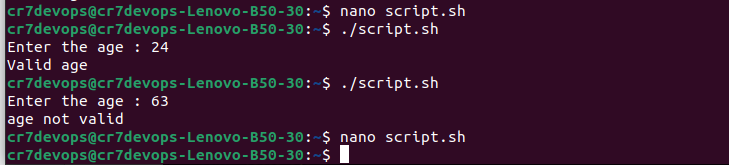 cr7devops@cr7devops-Lenovo-B50-30:~$ nano script.sh
cr7devops@cr7devops-Lenovo-B50-30:~$ ./script.sh
Enter the age : 24
Valid age
cr7devops@cr7devops-Lenovo-B50-30:~$ ./script.sh
Enter the age : 63
age not valid
cr7devops@cr7devops-Lenovo-B50-30:~$ nano script.sh
cr7devops@cr7devops-Lenovo-B50-30:~$